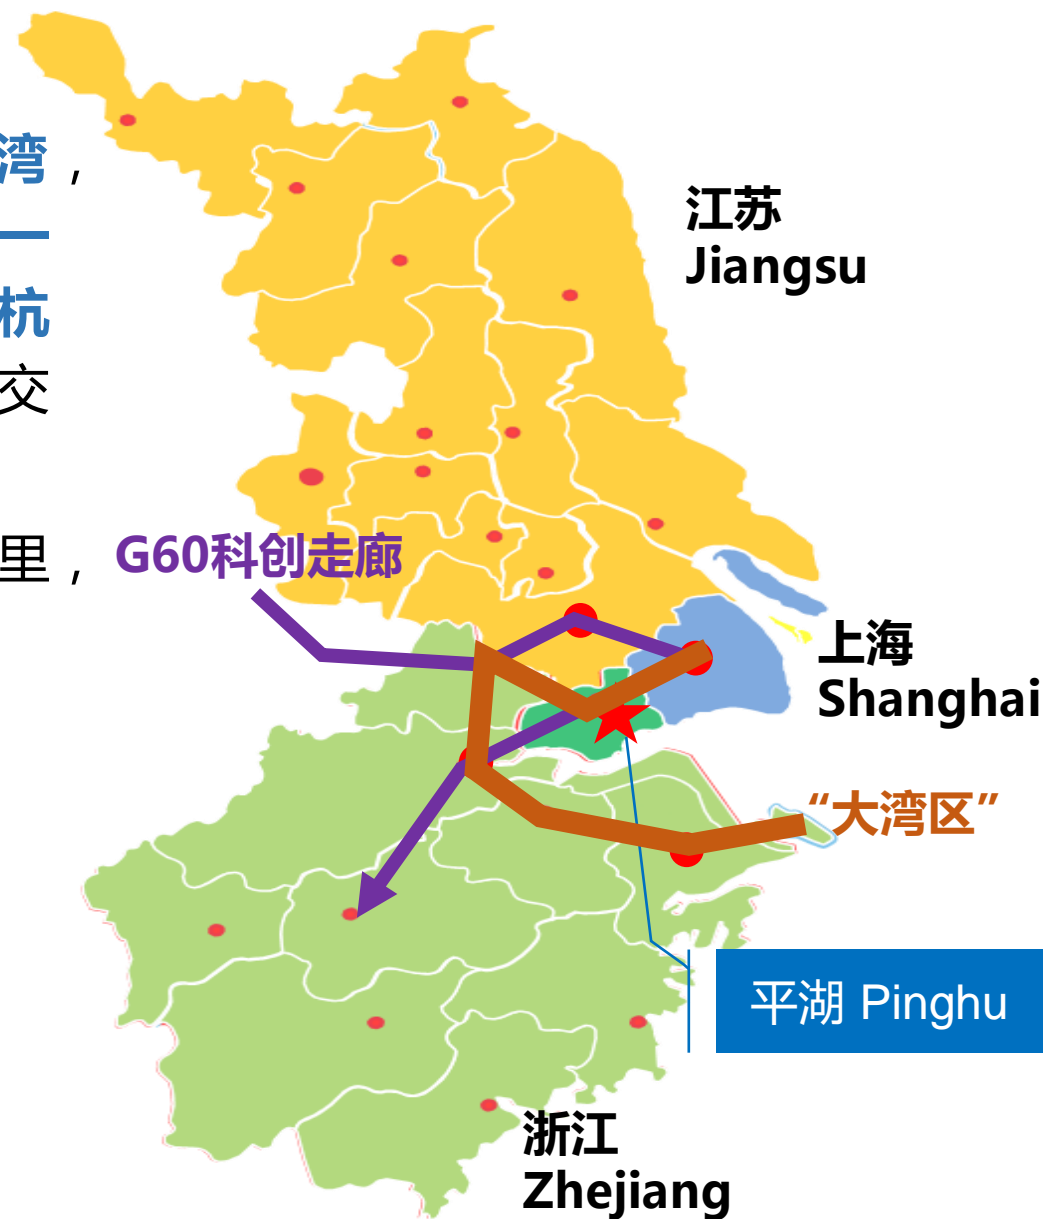 湾，
杭
交
里，
江苏
Jiangsu
G60科创走廊
上海
Shanghai
“大湾区”
平湖 Pinghu
浙江
Zhejiang